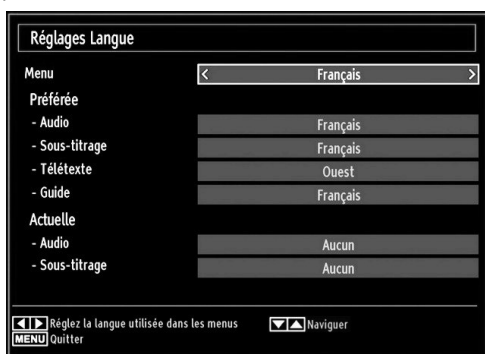 Réglages Langue
Menu < Français >
Préférée
- Audio Français
- Sous-titrage Français
- Télétexte Ouest
- Guide Français
Actuelle
- Audio Aucun
- Sous-titrage Aucun
Réglez la langue utilisée dans les menus Naviguer
MENU Quitter